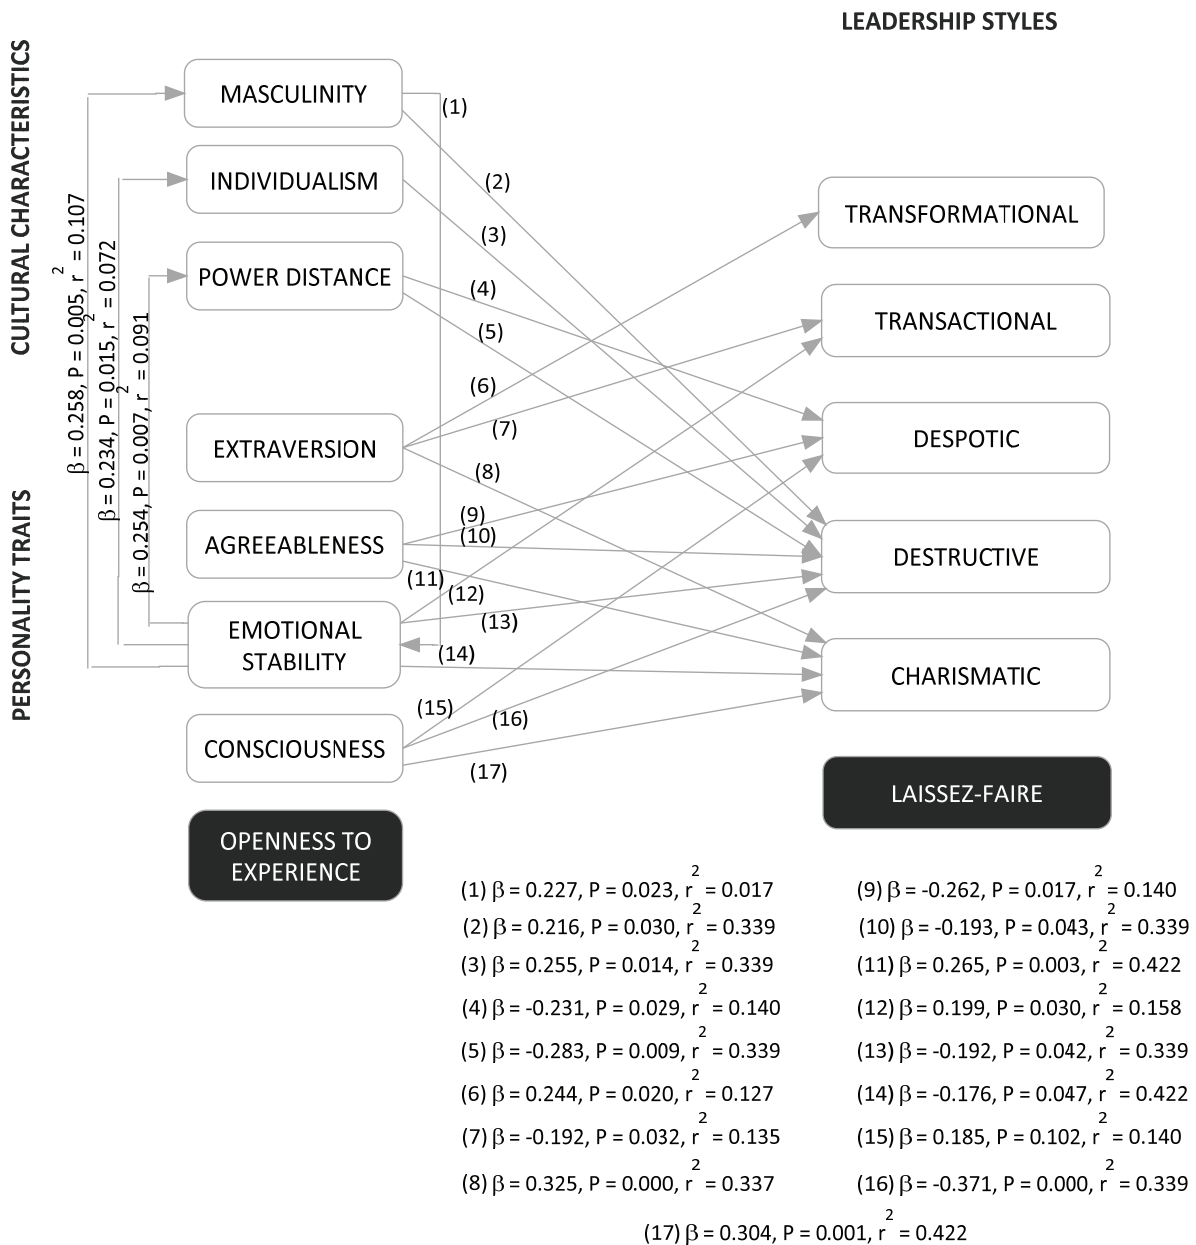 LEADERSHIP STYLES
CULTURAL CHARACTERISTICS
PERSONALITY TRAITS
β = 0.258, P = 0.005, r² = 0.107
β = 0.234, P = 0.015, r² = 0.072
β = 0.254, P = 0.007, r² = 0.091
MASCULINITY
INDIVIDUALISM
POWER DISTANCE
EXTRAVERSION
AGREEABLENESS
EMOTIONAL
STABILITY
CONSCIOUSNESS
OPENNESS TO
EXPERIENCE
(1)
(2)
(3)
(4)
(5)
(6)
(7)
(8)
(9)
(10)
(11)
(12)
(13)
(14)
(15)
(16)
(17)
TRANSFORMATIONAL
TRANSACTIONAL
DESPOTIC
DESTRUCTIVE
CHARISMATIC
LAISSEZ-FAIRE
(1) β = 0.227, P = 0.023, r² = 0.017
(2) β = 0.216, P = 0.030, r² = 0.339
(3) β = 0.255, P = 0.014, r² = 0.339
(4) β = -0.231, P = 0.029, r² = 0.140
(5) β = -0.283, P = 0.009, r² = 0.339
(6) β = 0.244, P = 0.020, r² = 0.127
(7) β = -0.192, P = 0.032, r² = 0.135
(8) β = 0.325, P = 0.000, r² = 0.337
(9) β = -0.262, P = 0.017, r² = 0.140
(10) β = -0.193, P = 0.043, r² = 0.339
(11) β = 0.265, P = 0.003, r² = 0.422
(12) β = 0.199, P = 0.030, r² = 0.158
(13) β = -0.192, P = 0.042, r² = 0.339
(14) β = -0.176, P = 0.047, r² = 0.422
(15) β = 0.185, P = 0.102, r² = 0.140
(16) β = -0.371, P = 0.000, r² = 0.339
(17) β = 0.304, P = 0.001, r² = 0.422